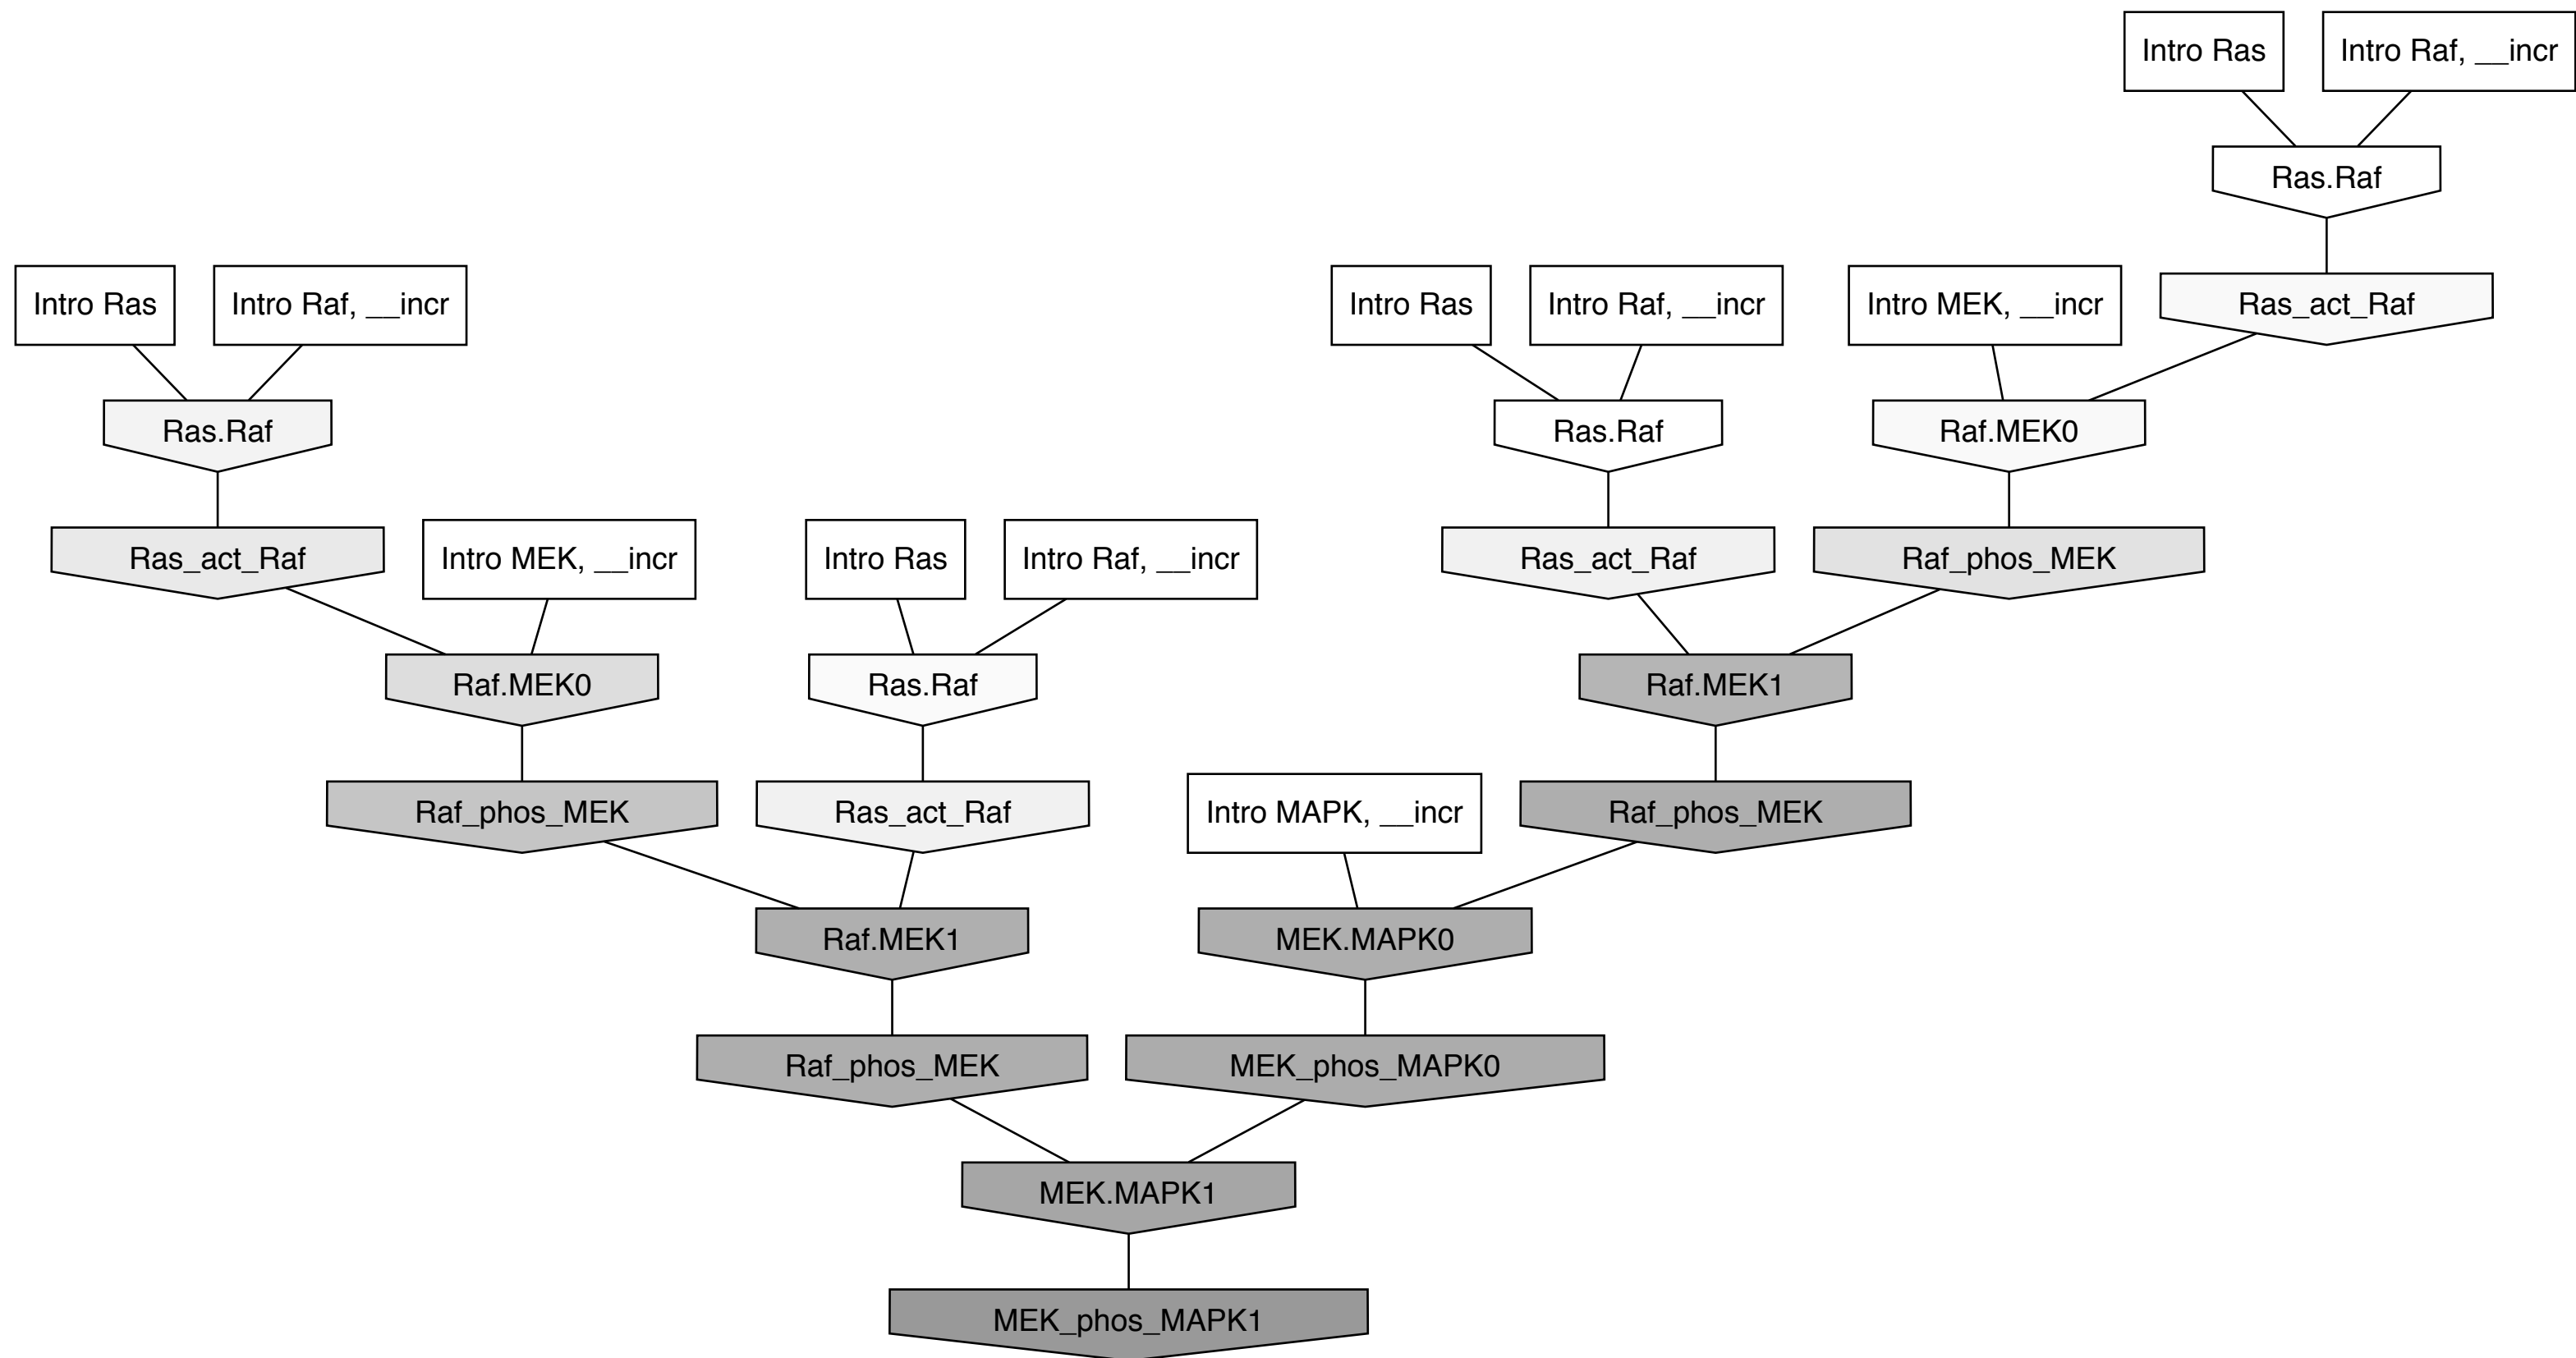 Intro Ras
Intro Raf, __incr
Ras.Raf
Intro Ras
Intro Raf, __incr
Intro Ras
Intro Raf, __incr
Intro MEK, __incr
Ras_act_Raf
Ras.Raf
Ras.Raf
Raf.MEK0
Ras_act_Raf
Intro MEK, __incr
Intro Ras
Intro Raf, __incr
Ras_act_Raf
Raf_phos_MEK
Raf.MEK0
Ras.Raf
Raf.MEK1
Raf_phos_MEK
Ras_act_Raf
Intro MAPK, __incr
Raf_phos_MEK
Raf.MEK1
MEK.MAPK0
Raf_phos_MEK
MEK_phos_MAPK0
MEK.MAPK1
MEK_phos_MAPK1